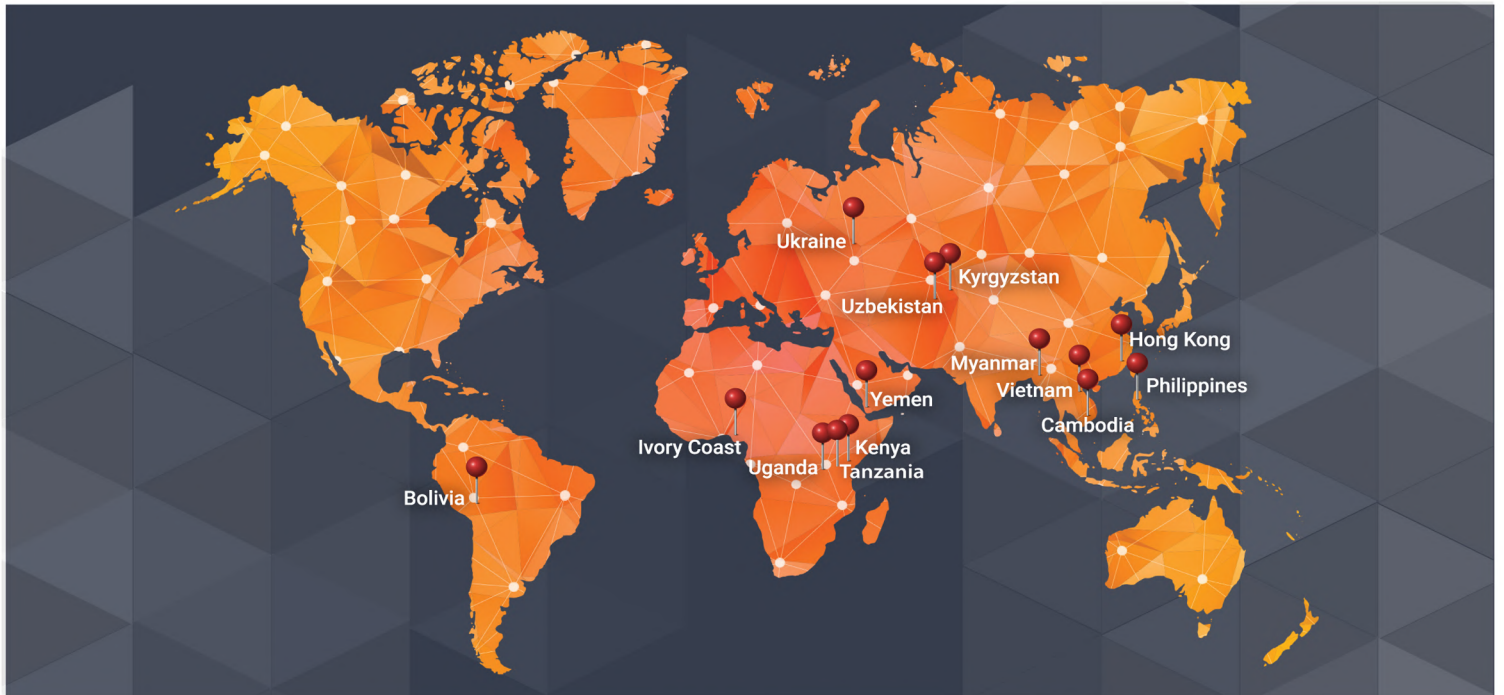 Ukraine
Kyrgyzstan
Uzbekistan
Hong Kong
Myanmar
Philippines
Vietnam
Yemen
Cambodia
Ivory Coast
Kenya
Uganda
Tanzania
Bolivia